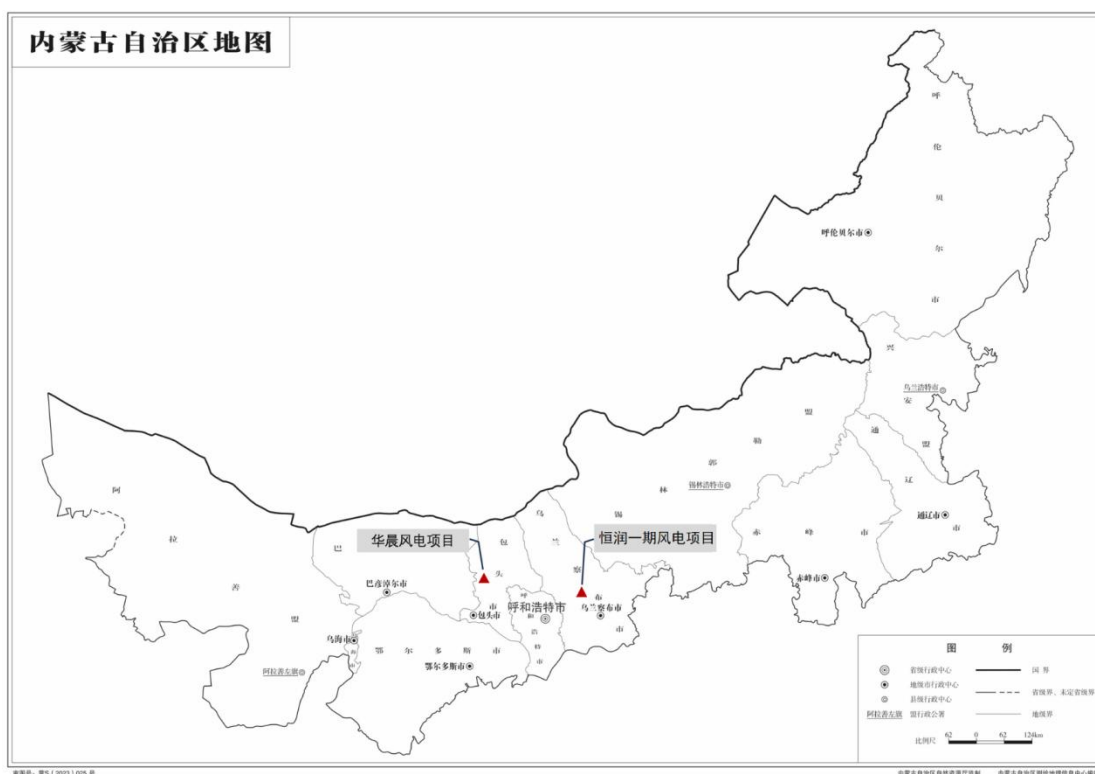 内蒙古自治区地图
呼伦贝尔市
呼伦贝尔市
兴安盟
乌兰浩特市
锡林郭勒盟
锡林浩特市
通辽市
通辽市
赤峰市
赤峰市
乌兰察布市
乌兰察布市
恒润一期风电项目
华晨风电项目
包头市
包头市
呼和浩特市
呼和浩特市
巴
巴彦淖尔市
鄂尔多斯市
鄂尔多斯市
乌海市
阿拉善盟
阿拉善左旗
图 例
省级行政中心
地级市行政中心
县级行政中心
阿拉善左旗 盟行政公署
国界
省级界、未定省级界
地级界
比例尺 62 0 62 124km